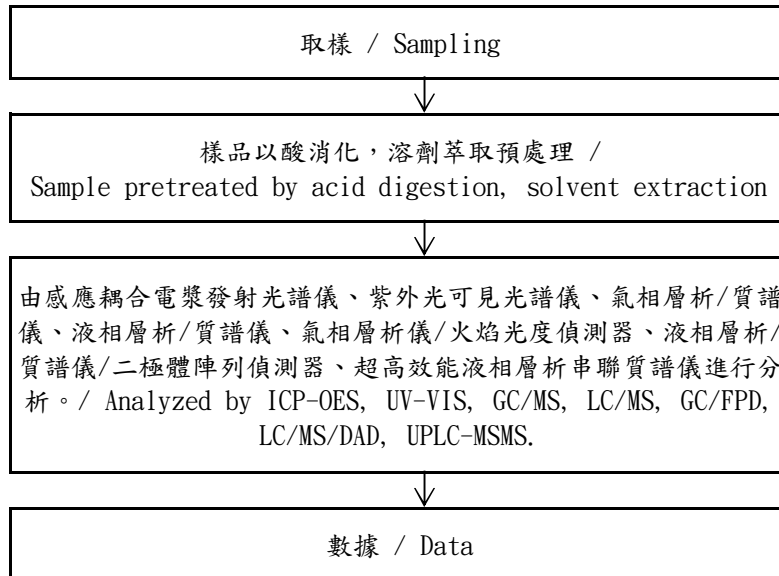 取樣 / Sampling
樣品以酸消化，溶劑萃取預處理 /
Sample pretreated by acid digestion, solvent extraction
由感應耦合電漿發射光譜儀、紫外光可見光譜儀、氣相層析/質譜
儀、液相層析/質譜儀、氣相層析儀/火焰光度偵測器、液相層析/
質譜儀/二極體陣列偵測器、超高效能液相層析串聯質譜儀進行分
析。/ Analyzed by ICP-OES, UV-VIS, GC/MS, LC/MS, GC/FPD,
LC/MS/DAD, UPLC-MSMS.
數據 / Data